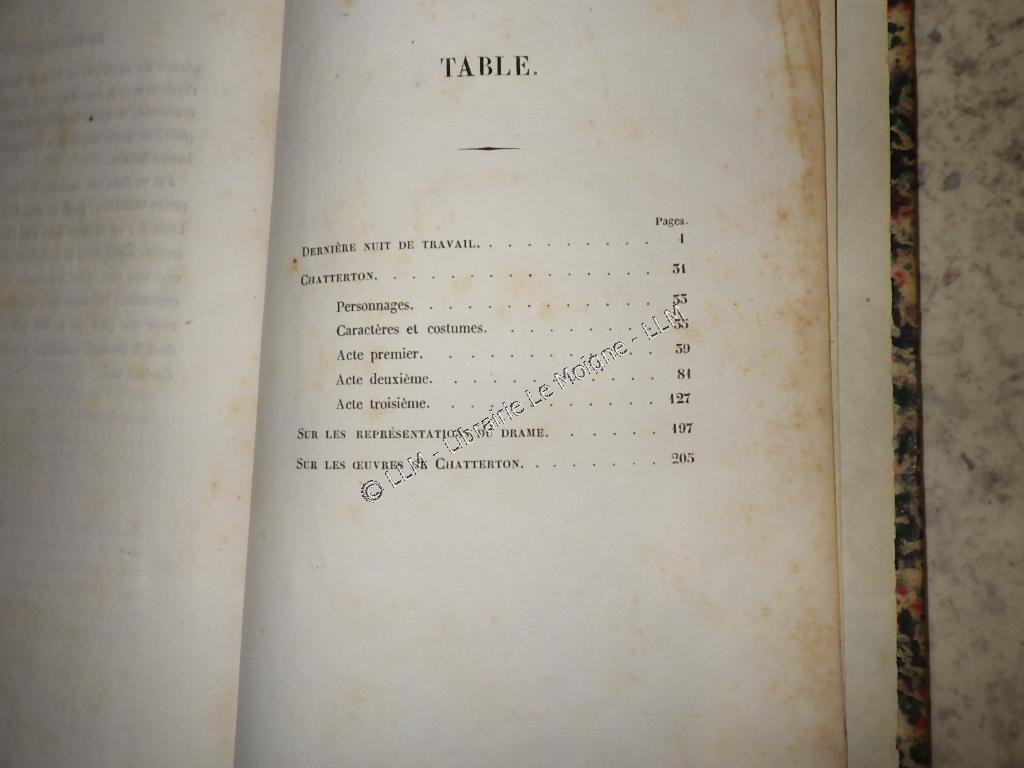 TABLE.
Pages.
DERNIÈRE NUIT DE TRAVAIL. . . . . . . . . . 1
CHATTERTON. . . . . . . . . . . . . . . 31
Personnages. . . . . . . . . . . . 33
Caractères et costumes. . . . . . . . 35
Acte premier. . . . . . . . . . . 39
Acte deuxième. . . . . . . . . . . 81
Acte troisième. . . . . . . . . . . 127
SUR LES REPRÉSENTATIONS DU DRAME. . . . . . 197
SUR LES ŒUVRES DE CHATTERTON. . . . . . . . 205
© LLM - Librairie Le Moigne - LLM